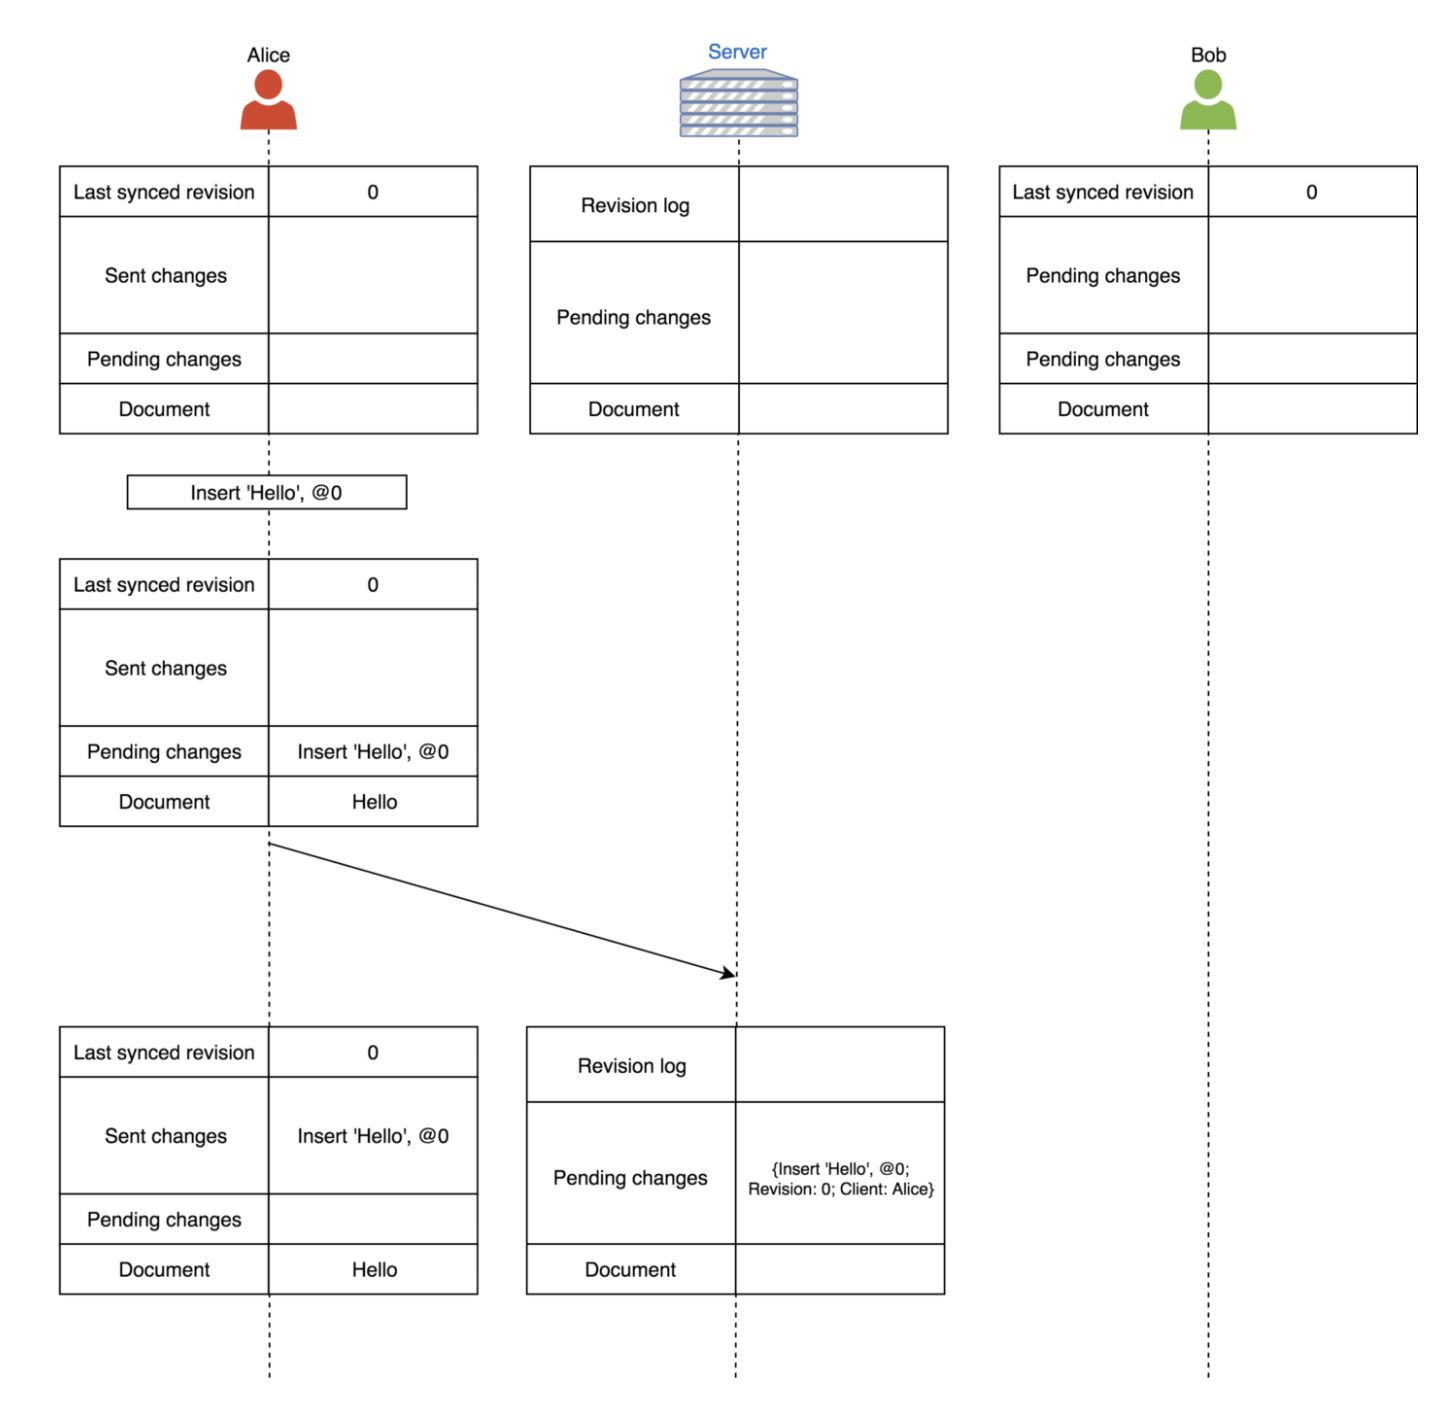 Alice
Server
Bob
Last synced revision 0
Sent changes
Pending changes
Document
Revision log
Pending changes
Document
Last synced revision 0
Pending changes
Pending changes
Document
Insert 'Hello', @0
Last synced revision 0
Sent changes
Pending changes Insert 'Hello', @0
Document Hello
Last synced revision 0
Sent changes Insert 'Hello', @0
Pending changes
Document Hello
Revision log
Pending changes
{Insert 'Hello', @0;
Revision: 0; Client: Alice}
Document